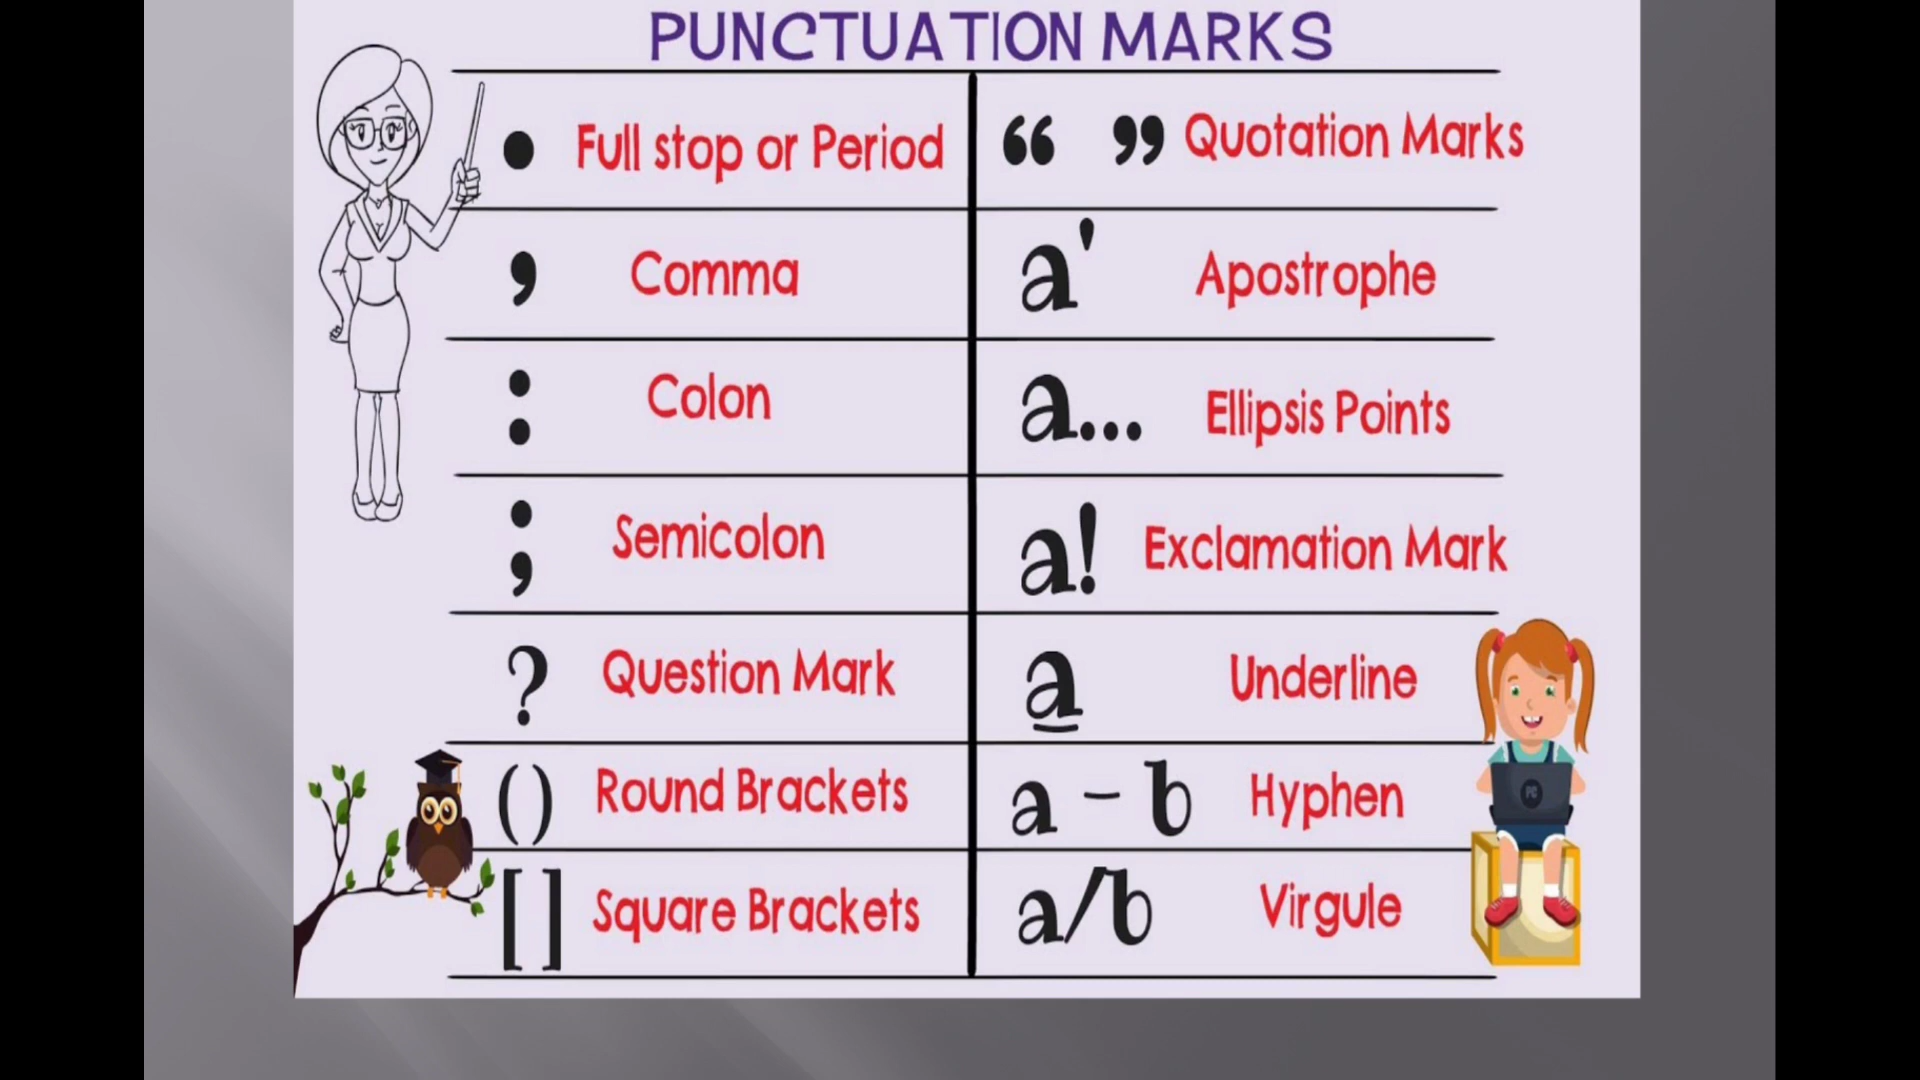 PUNCTUATION MARKS
• Full stop or Period
“ ” Quotation Marks
, Comma
a' Apostrophe
: Colon
a... Ellipsis Points
; Semicolon
a! Exclamation Mark
? Question Mark
a Underline
() Round Brackets
a - b Hyphen
[ ] Square Brackets
a/b Virgule
PC